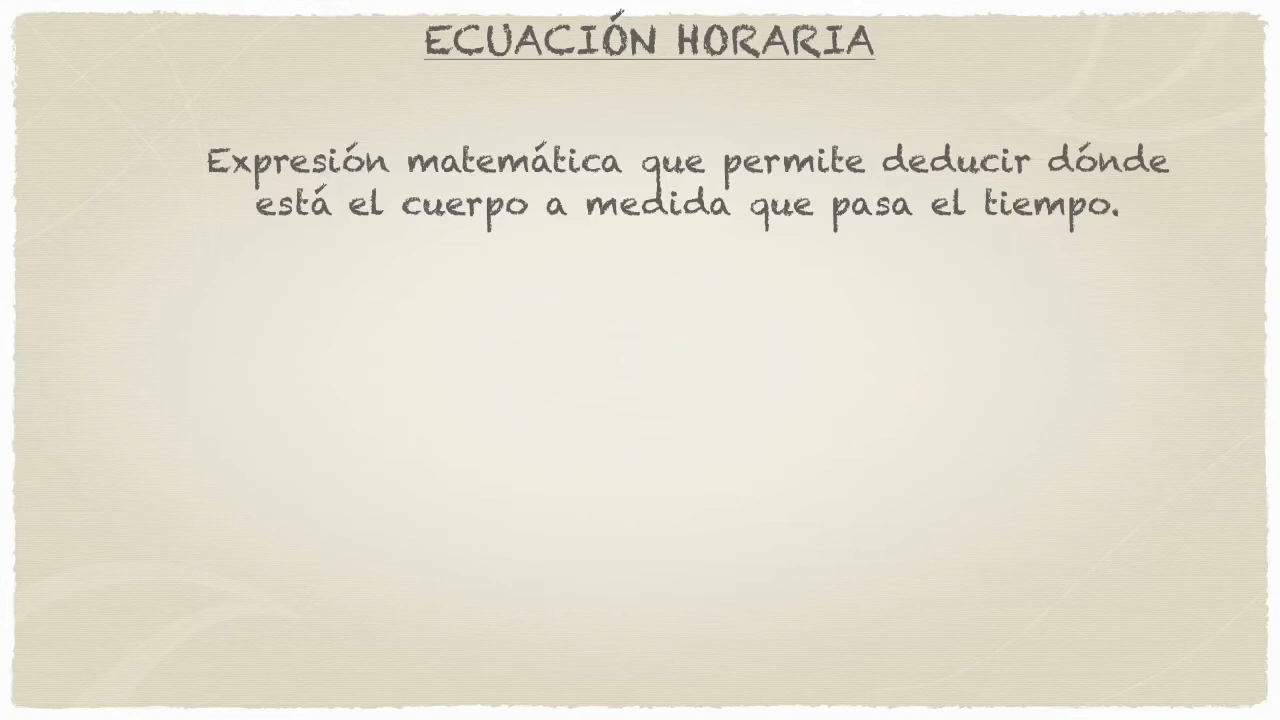 ECUACIÓN HORARIA
Expresión matemática que permite deducir dónde
está el cuerpo a medida que pasa el tiempo.